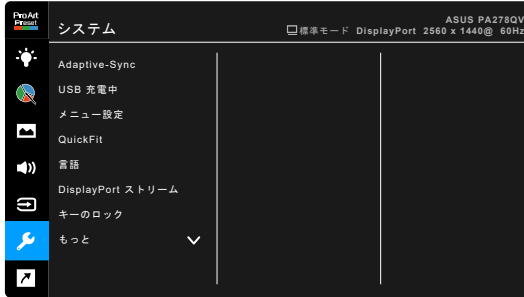 ProArt
Preset
システム
ASUS PA278QV
標準モード DisplayPort 2560 x 1440@ 60Hz
Adaptive-Sync
USB 充電中
メニュー設定
QuickFit
言語
DisplayPort ストリーム
キーのロック
もっと